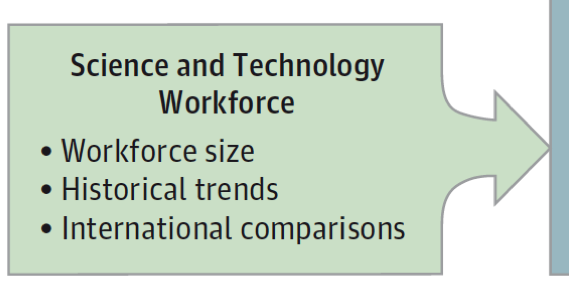 Science and Technology
Workforce
• Workforce size
• Historical trends
• International comparisons